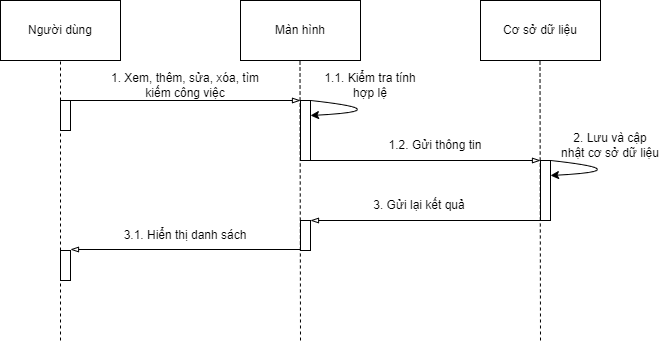 Người dùng
Màn hình
Cơ sở dữ liệu
1. Xem, thêm, sửa, xóa, tìm
kiếm công việc
1.1. Kiểm tra tính
hợp lệ
1.2. Gửi thông tin
2. Lưu và cập
nhật cơ sở dữ liệu
3. Gửi lại kết quả
3.1. Hiển thị danh sách